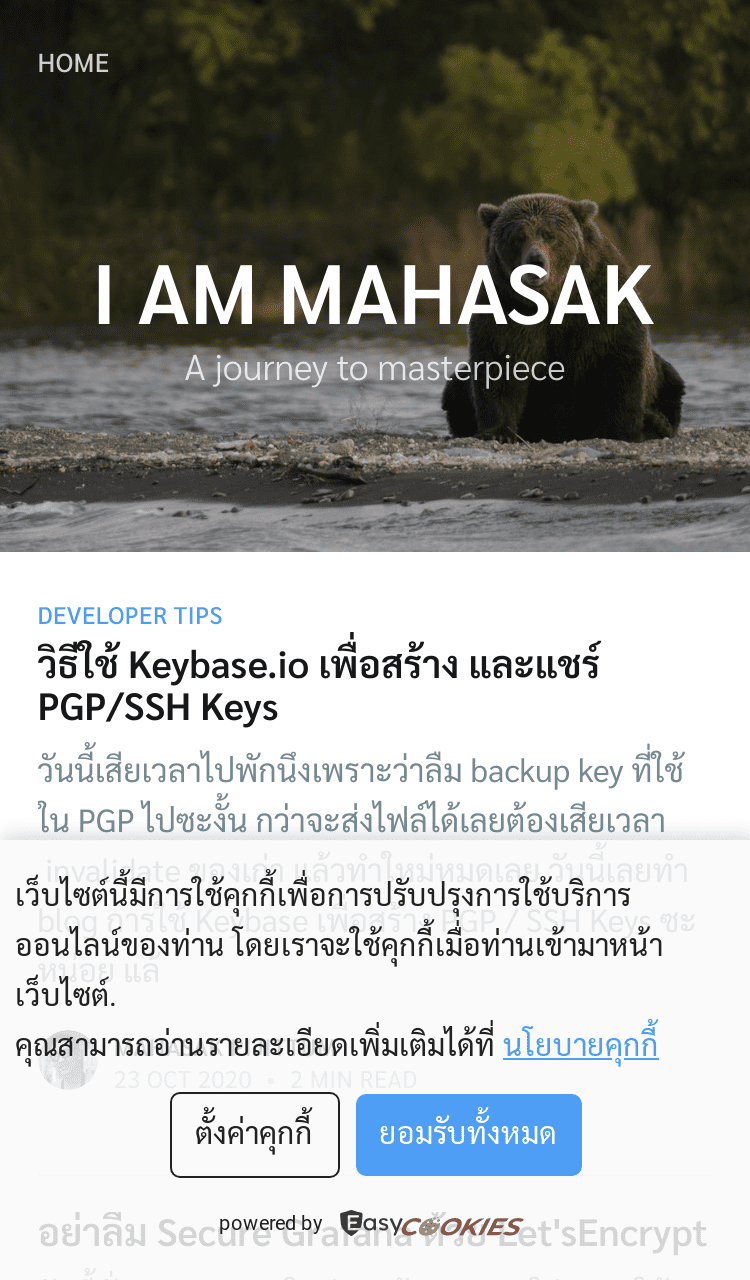 HOME
I AM MAHASAK
A journey to masterpiece
DEVELOPER TIPS
วิธีใช้ Keybase.io เพื่อสร้าง และแชร์
PGP/SSH Keys
วันนี้เสียเวลาไปพักนึงเพราะว่าลืม backup key ที่ใช้
ใน PGP ไปซะงั้น กว่าจะส่งไฟล์ได้เลยต้องเสียเวลา
invalidate ของเก่า แล้วทำใหม่หมดเลย วันนี้เลยทำ
เว็บไซต์นี้มีการใช้คุกกี้เพื่อการปรับปรุงการใช้บริการ
blog การใช้ Keybase เพื่อสร้าง PGP / SSH Keys ซะ
ออนไลน์ของท่าน โดยเราจะใช้คุกกี้เมื่อท่านเข้ามาหน้า
หน่อย แล้
เว็บไซต์.
คุณสามารถอ่านรายละเอียดเพิ่มเติมได้ที่ นโยบายคุกกี้
23 OCT 2020 • 2 MIN READ
ตั้งค่าคุกกี้
ยอมรับทั้งหมด
powered by EasyCOOKIES
อย่าลืม Secure Grafana ด้วย Let'sEncrypt